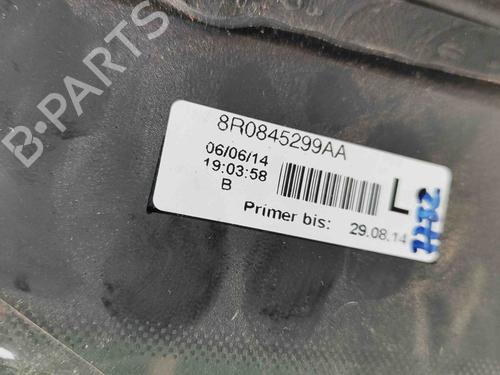 B-PARTS
8R0845299AA
06/06/14
19:03:58
B
L
Primer bis: 29.08.14